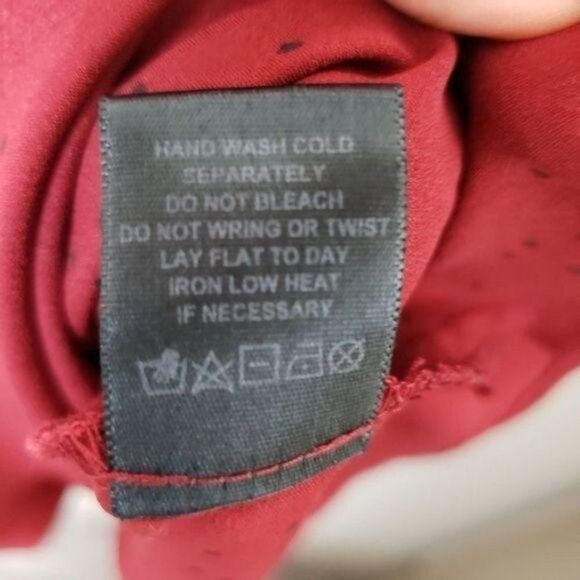 HAND WASH COLD
SEPARATELY
DO NOT BLEACH
DO NOT WRING OR TWIST
LAY FLAT TO DAY
IRON LOW HEAT
IF NECESSARY